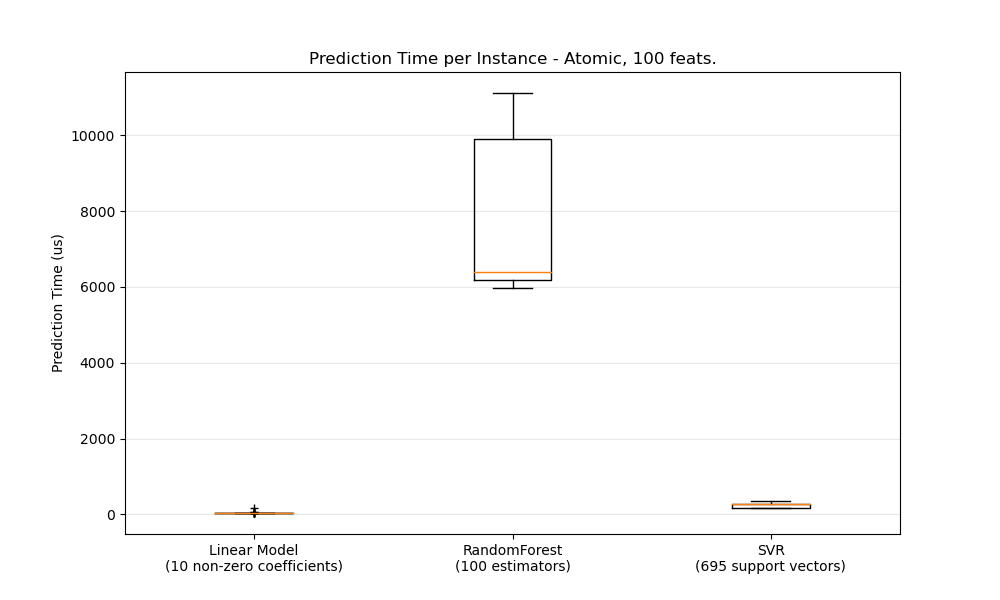 Prediction Time per Instance - Atomic, 100 feats.
Prediction Time (us)
10000
8000
6000
4000
2000
0
Linear Model
(10 non-zero coefficients)
RandomForest
(100 estimators)
SVR
(695 support vectors)